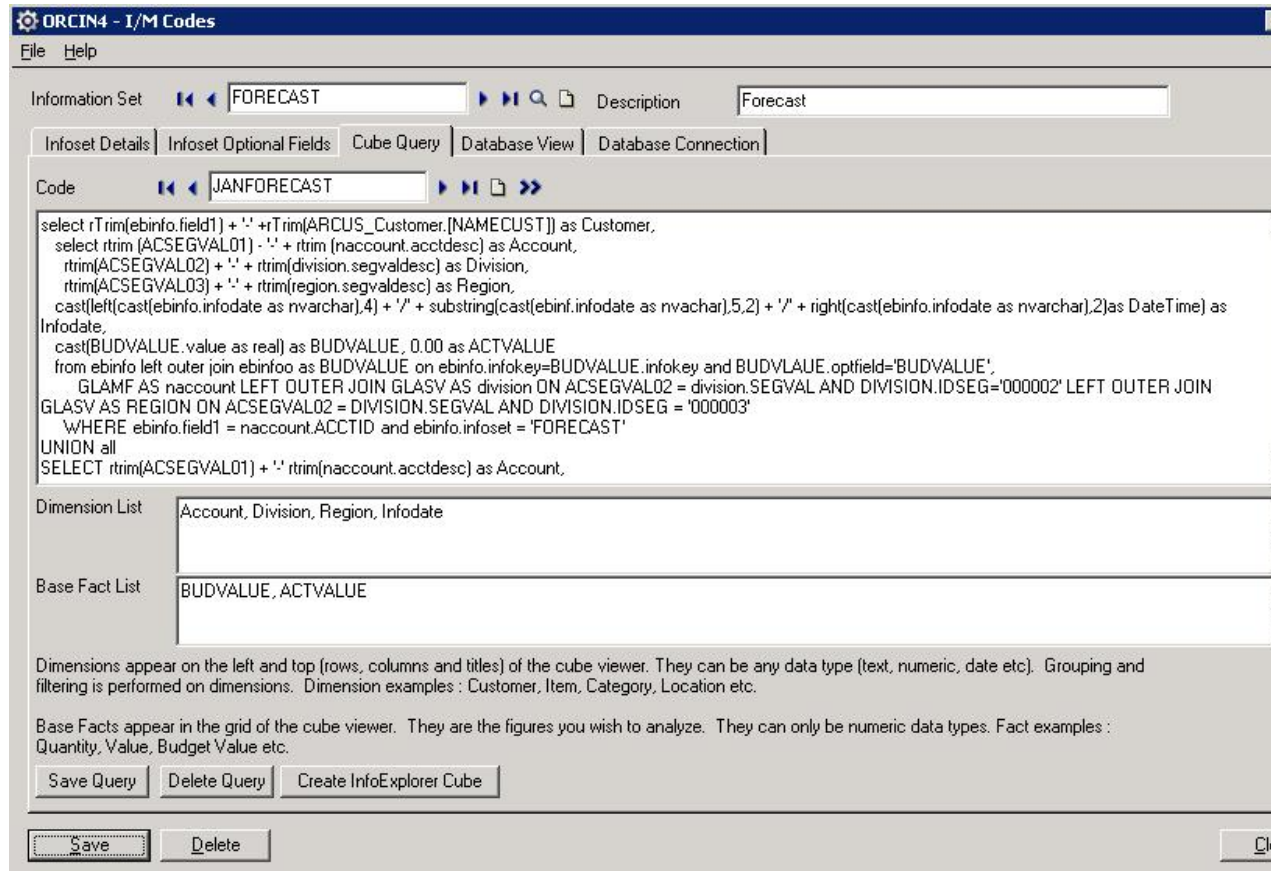 ORCIN4 - I/M Codes
File Help
Information Set FORECAST Description Forecast
Infoset Details Infoset Optional Fields Cube Query Database View Database Connection
Code JANFORECAST
select rTrim(ebinfo.field1) + '-' +rTrim(ARCUS_Customer.[NAMECUST]) as Customer,
select rtrim (ACSEGVAL01) - '-' + rtrim (naccount.acctdesc) as Account,
rtrim(ACSEGVAL02) + '-' + rtrim(division.segvaldesc) as Division,
rtrim(ACSEGVAL03) + '-' + rtrim(region.segvaldesc) as Region,
cast(left(cast(ebinfo.infodate as nvarchar),4) + '/' + substring(cast(ebinf.infodate as nvachar),5,2) + '/' + right(cast(ebinfo.infodate as nvarchar),2)as DateTime) as
Infodate,
cast(BUDVALUE.value as real) as BUDVALUE, 0.00 as ACTVALUE
from ebinfo left outer join ebinfoo as BUDVALUE on ebinfo.infokey=BUDVALUE.infokey and BUDVLAUE.optfield='BUDVALUE',
GLAMF AS naccount LEFT OUTER JOIN GLASV AS division ON ACSEGVAL02 = division.SEGVAL AND DIVISION.IDSEG='000002' LEFT OUTER JOIN
GLASV AS REGION ON ACSEGVAL02 = DIVISION.SEGVAL AND DIVISION.IDSEG = '000003'
WHERE ebinfo.field1 = naccount.ACCTID and ebinfo.infoset = 'FORECAST'
UNION all
SELECT rtrim(ACSEGVAL01) + '-' rtrim(naccount.acctdesc) as Account,
Dimension List Account, Division, Region, Infodate
Base Fact List BUDVALUE, ACTVALUE
Dimensions appear on the left and top (rows, columns and titles) of the cube viewer. They can be any data type (text, numeric, date etc). Grouping and
filtering is performed on dimensions. Dimension examples : Customer, Item, Category, Location etc.
Base Facts appear in the grid of the cube viewer. They are the figures you wish to analyze. They can only be numeric data types. Fact examples :
Quantity, Value, Budget Value etc.
Save Query Delete Query Create InfoExplorer Cube
Save Delete